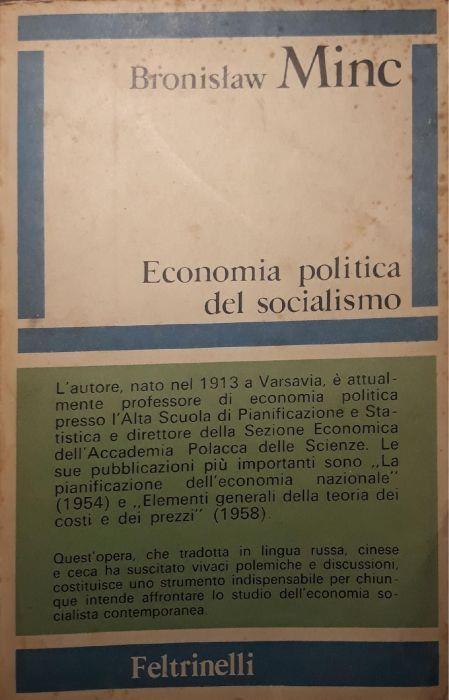 Bronisław Minc
Economia politica
del socialismo
L'autore, nato nel 1913 a Varsavia, è attual-
mente professore di economia politica
presso l'Alta Scuola di Pianificazione e Sta-
tistica e direttore della Sezione Economica
dell'Accademia Polacca delle Scienze. Le
sue pubblicazioni più importanti sono „La
pianificazione dell'economia nazionale"
(1954) e „Elementi generali della teoria dei
costi e dei prezzi" (1958).
Quest'opera, che tradotta in lingua russa, cinese
e ceca ha suscitato vivaci polemiche e discussioni,
costituisce uno strumento indispensabile per chiun-
que intende affrontare lo studio dell'economia so-
cialista contemporanea.
Feltrinelli